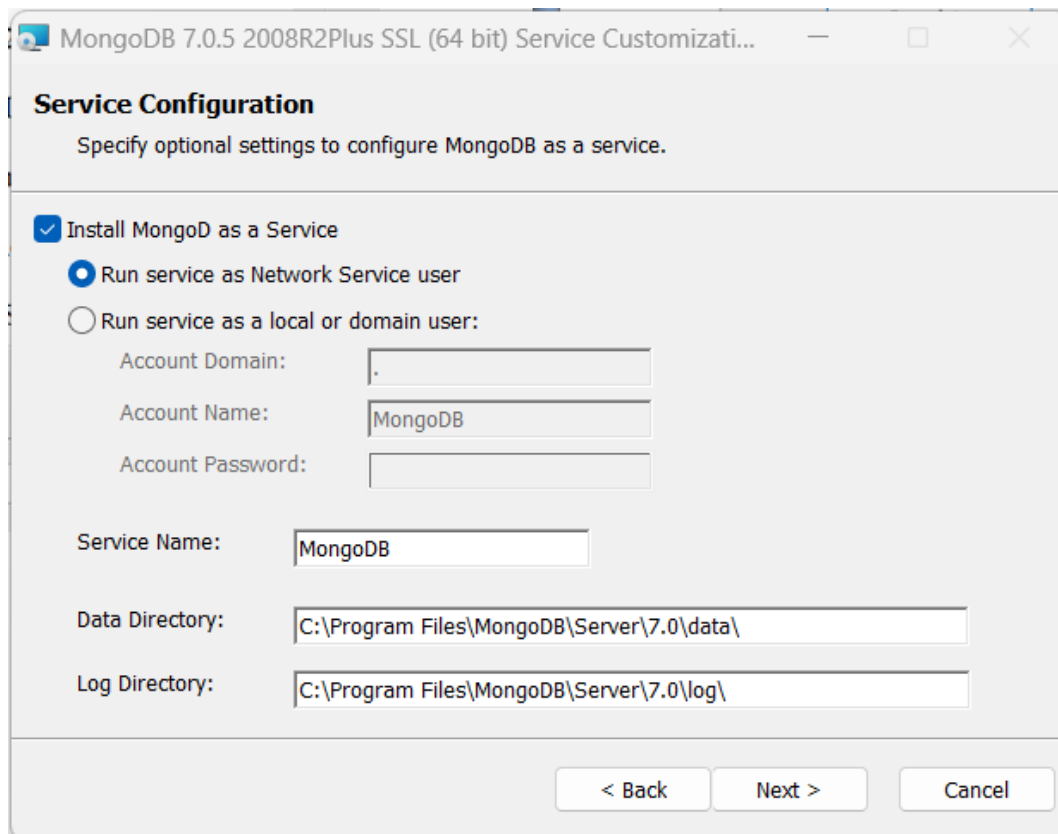 MongoDB 7.0.5 2008R2Plus SSL (64 bit) Service Customizati...
Service Configuration
Specify optional settings to configure MongoDB as a service.
Install MongoD as a Service
Run service as Network Service user
Run service as a local or domain user:
Account Domain: .
Account Name: MongoDB
Account Password:
Service Name: MongoDB
Data Directory: C:\Program Files\MongoDB\Server\7.0\data\
Log Directory: C:\Program Files\MongoDB\Server\7.0\log\
< Back Next > Cancel